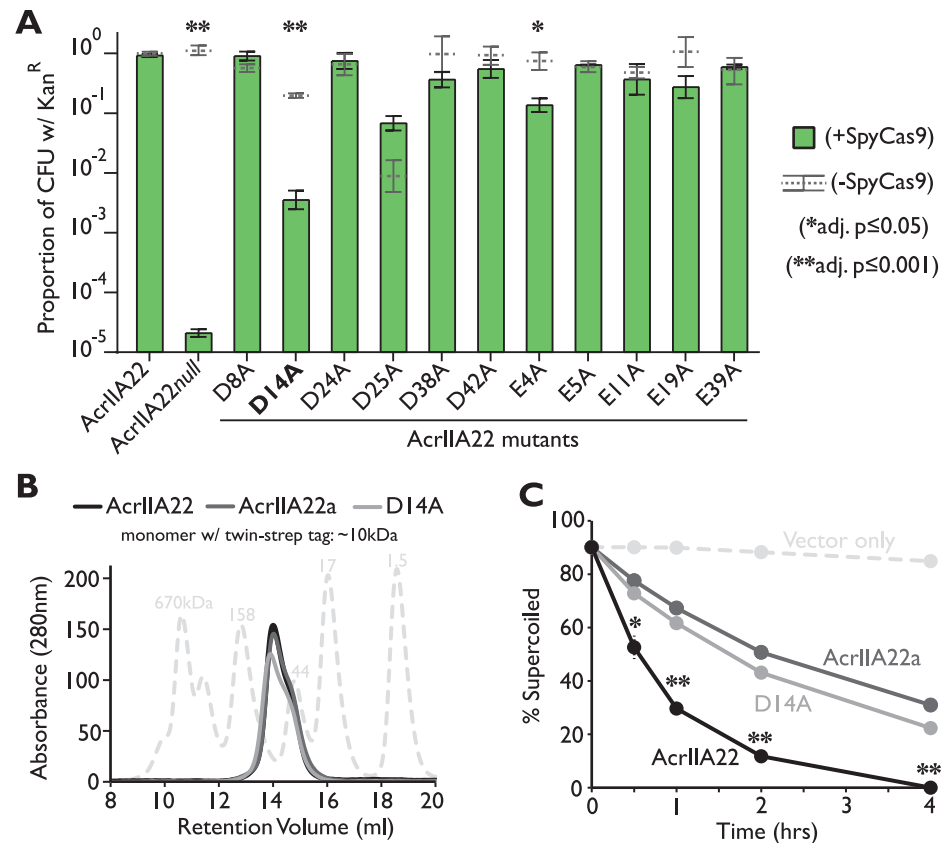 A
** ** *
Proportion of CFU w/ Kan^R
10^0
10^-1
10^-2
10^-3
10^-4
10^-5
AcrIIA22
AcrIIA22null
D8A
D14A
D24A
D25A
D38A
D42A
E4A
E5A
E11A
E19A
E39A
AcrIIA22 mutants
(+SpyCas9)
(-SpyCas9)
(*adj. p≤0.05)
(**adj. p≤0.001)
B
AcrIIA22 AcrIIA22a D14A
monomer w/ twin-strep tag: ~10kDa
Absorbance (280nm)
200
150
100
50
0
670kDa
158
44
17
1.5
8 10 12 14 16 18 20
Retention Volume (ml)
C
% Supercoiled
100
80
60
40
20
0
Vector only
AcrIIA22a
D14A
AcrIIA22
*
**
**
**
0 1 2 3 4
Time (hrs)